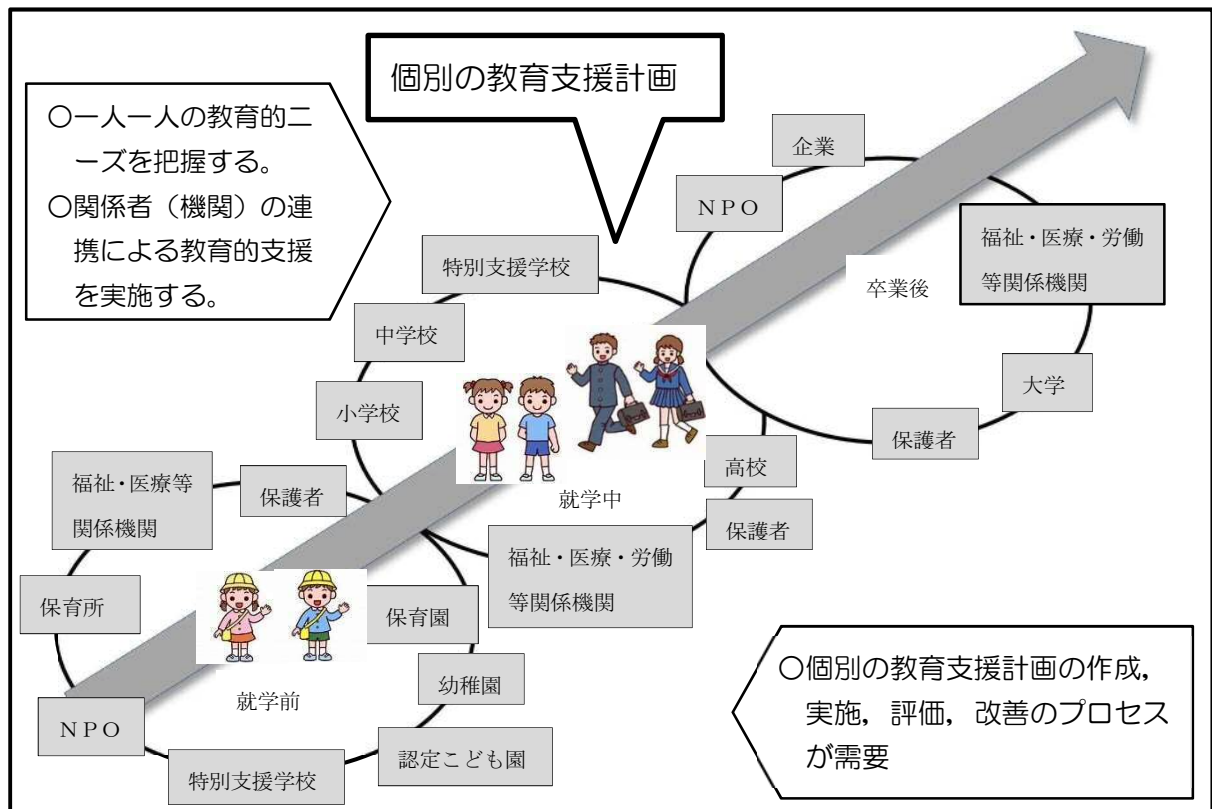 個別の教育支援計画
〇一人一人の教育的ニ
ーズを把握する。
〇関係者（機関）の連
携による教育的支援
を実施する。
企業
ＮＰＯ
福祉・医療・労働
等関係機関
卒業後
大学
保護者
特別支援学校
中学校
小学校
就学中
高校
保護者
福祉・医療・労働
等関係機関
福祉・医療等
関係機関
保護者
保育所
保育園
就学前
幼稚園
ＮＰＯ
認定こども園
特別支援学校
〇個別の教育支援計画の作成，
実施，評価，改善のプロセス
が需要